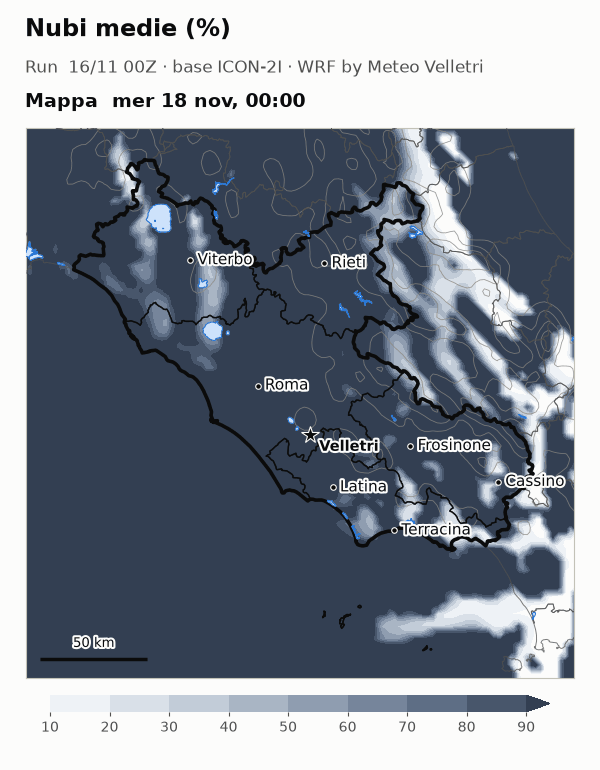 Nubi medie (%)
Run 16/11 00Z · base ICON-2I · WRF by Meteo Velletri
Mappa mer 18 nov, 00:00
Viterbo
Rieti
Roma
Velletri
Frosinone
Latina
Cassino
Terracina
50 km
10 20 30 40 50 60 70 80 90